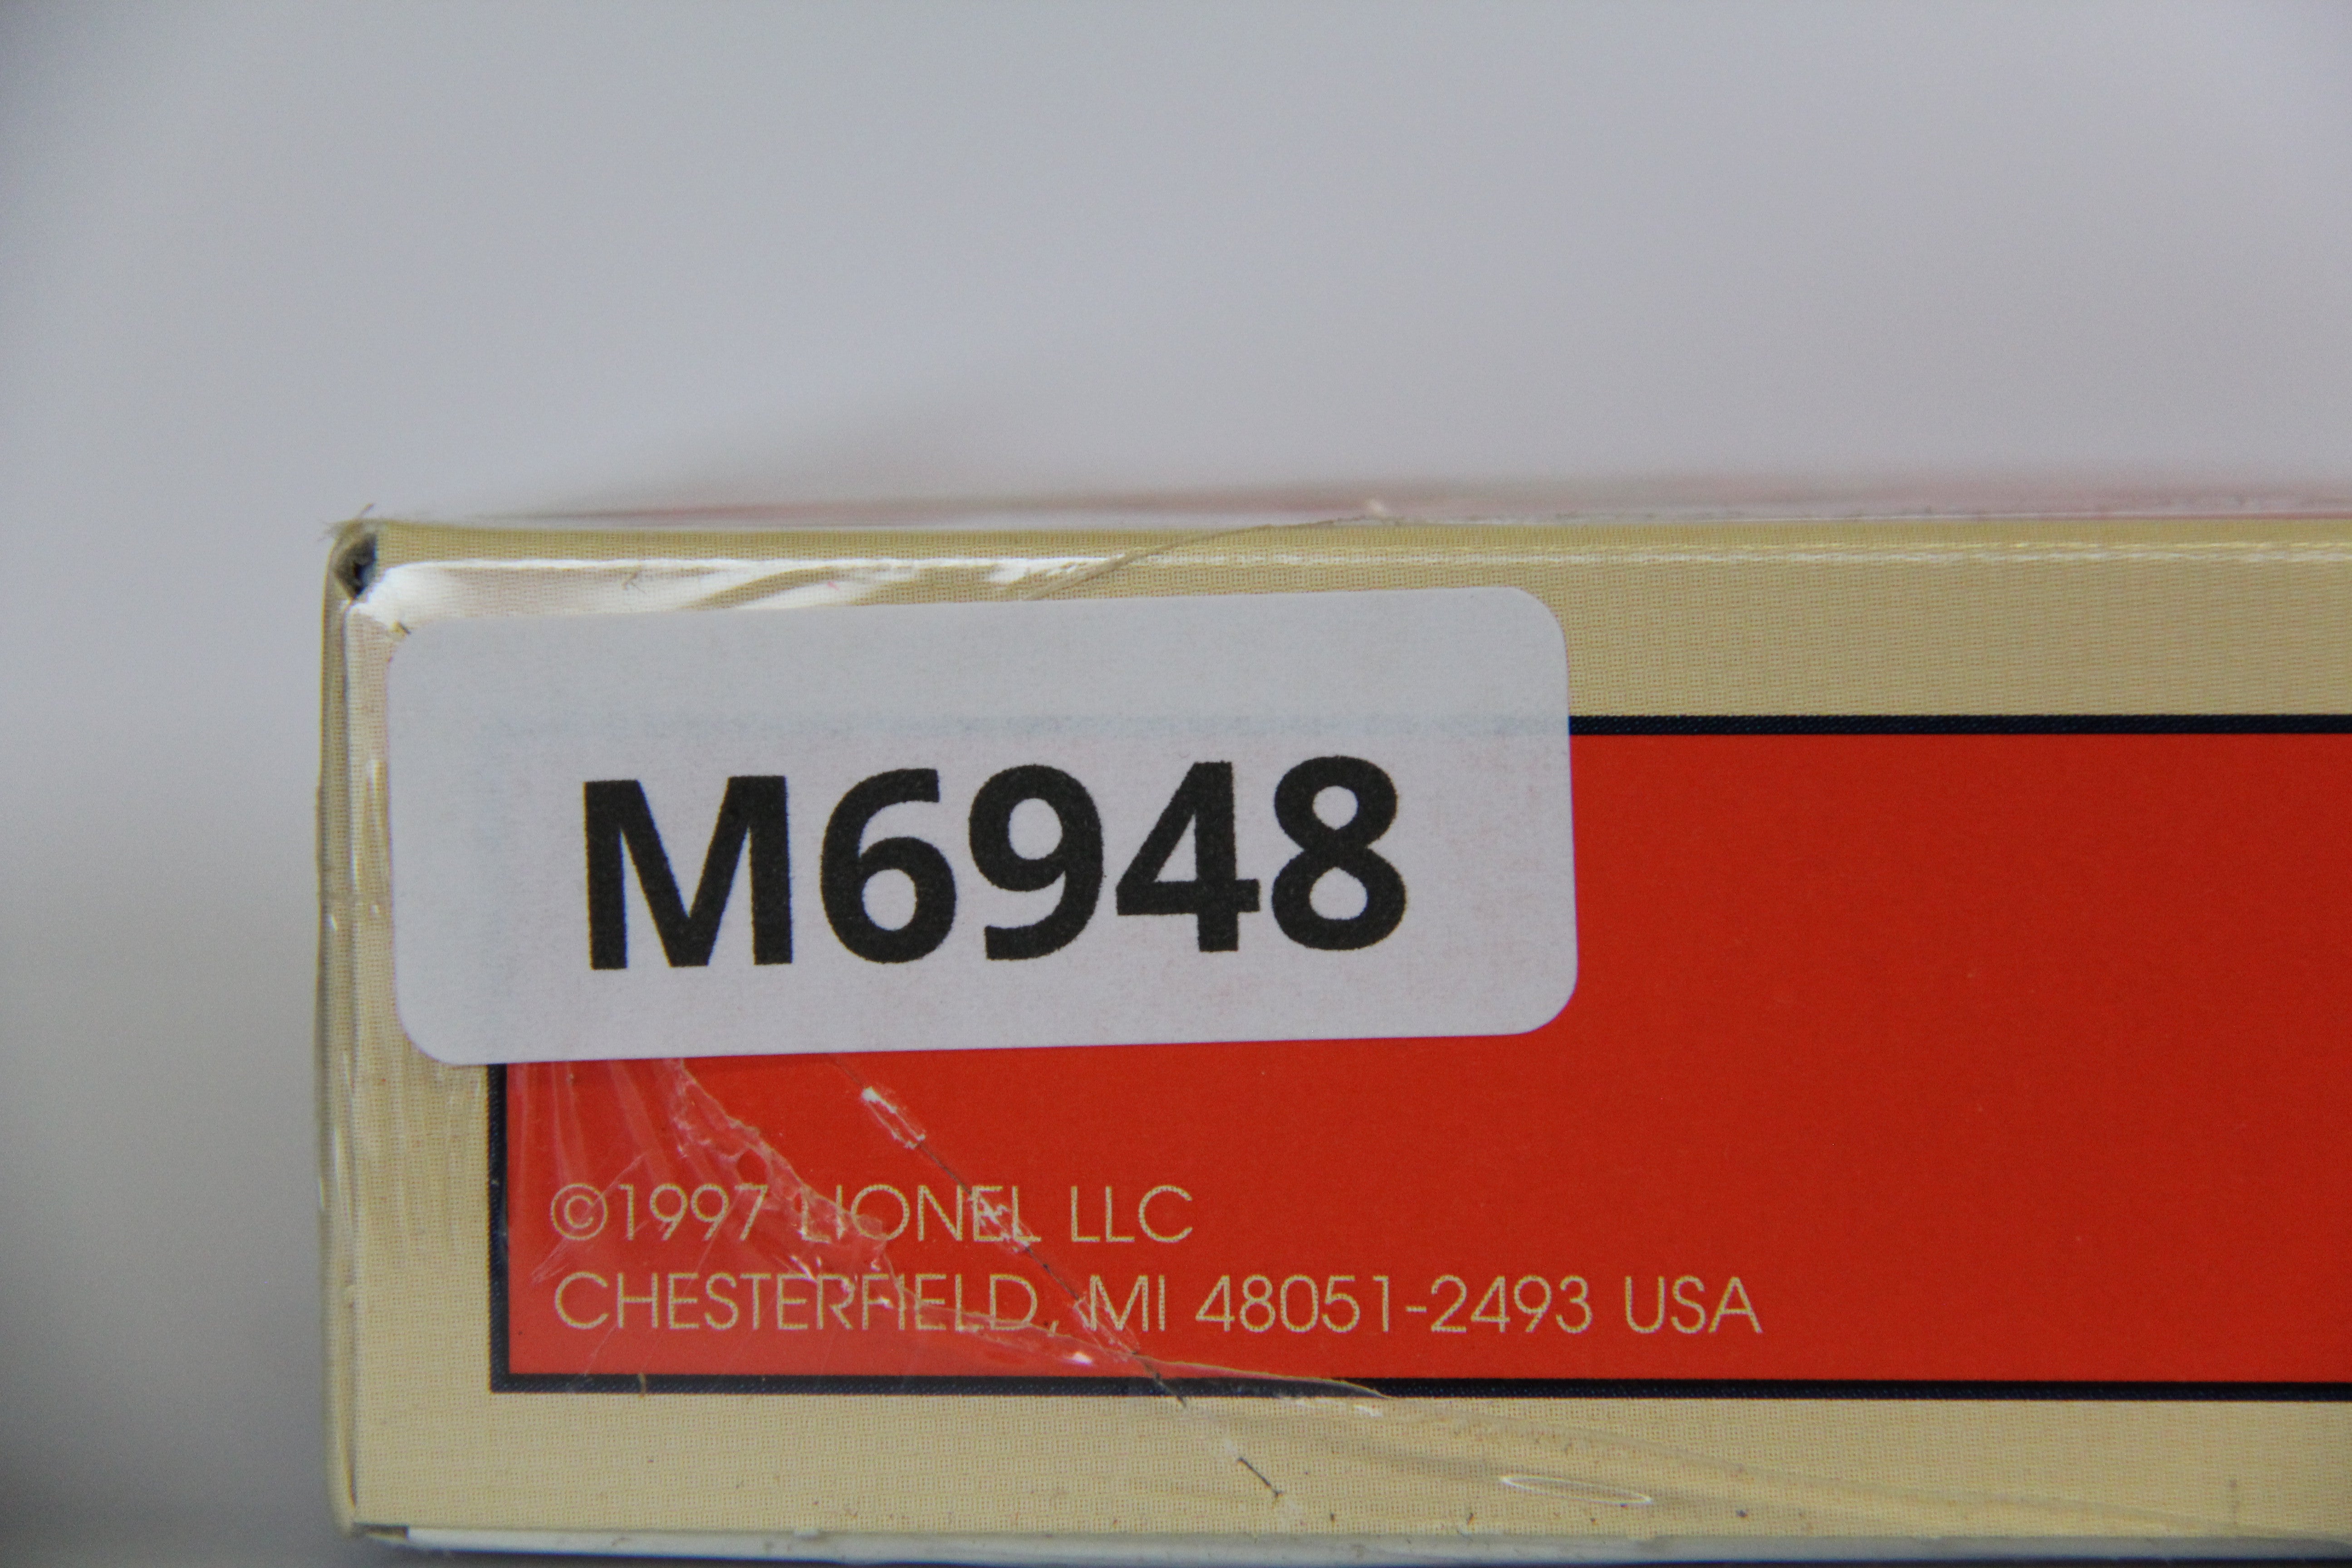 M6948
©1997 LIONEL LLC
CHESTERFIELD, MI 48051-2493 USA